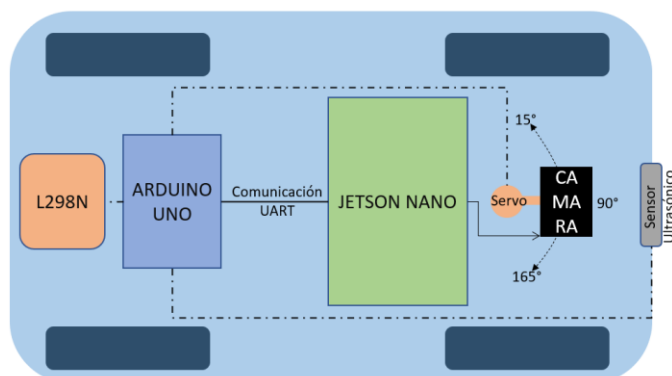 L298N
ARDUINO
UNO
Comunicación
UART
JETSON NANO
Servo
15°
CA
MA
RA
90°
165°
Sensor
Ultrasónico